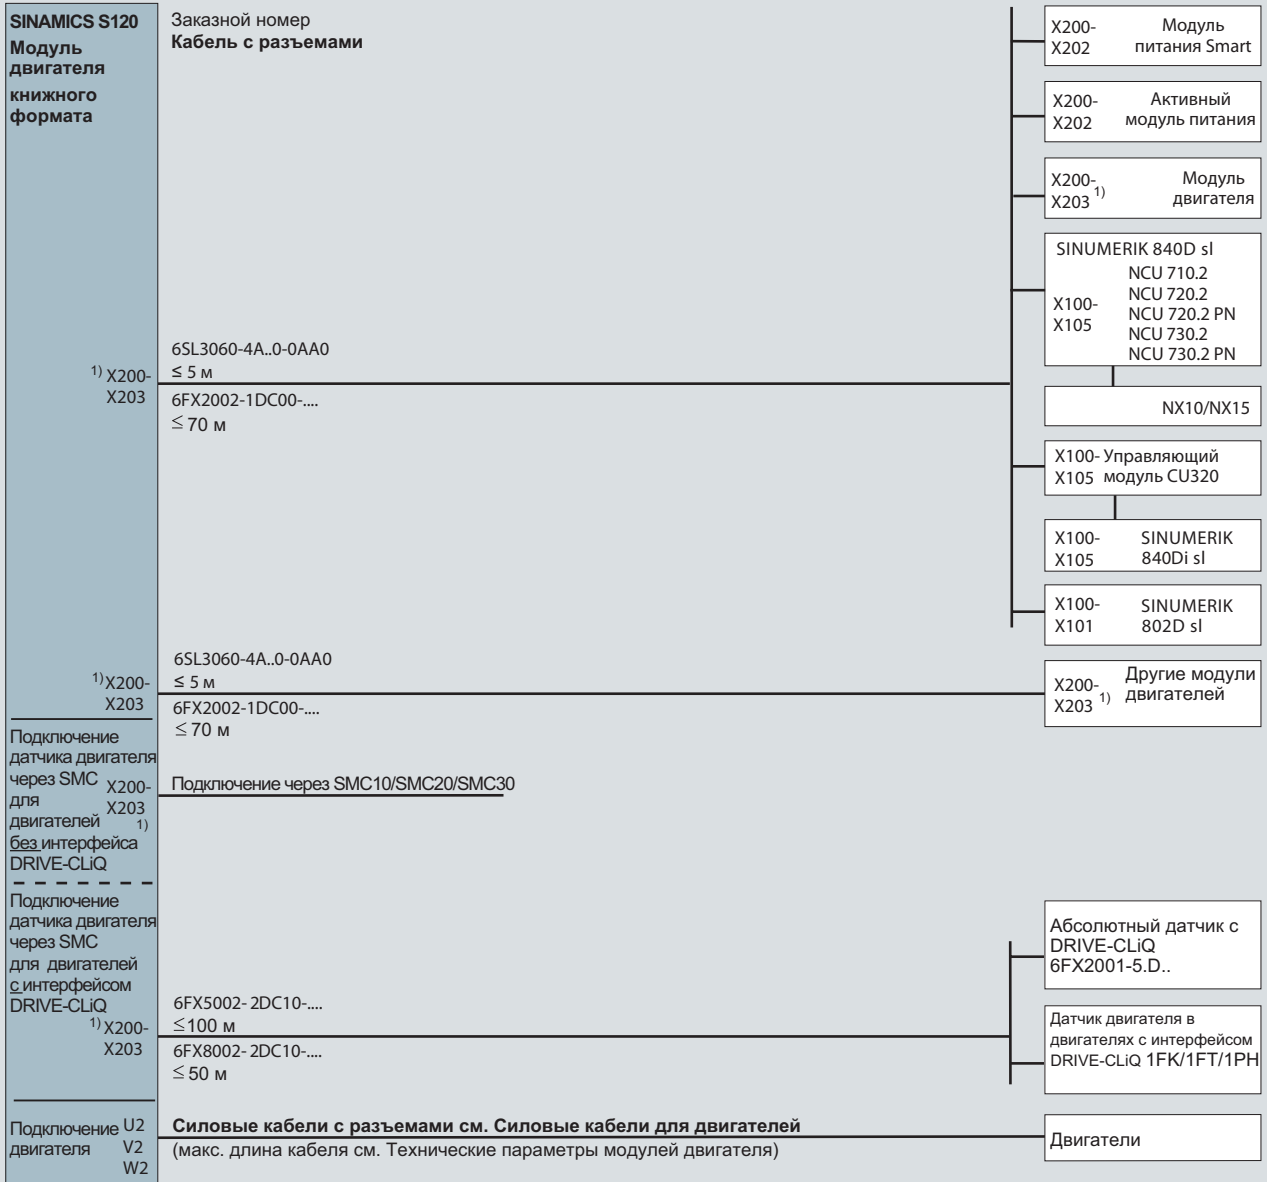 SINAMICS S120
Модуль
двигателя
книжного
формата
Заказной номер
Кабель с разъемами
X200-
X202
Модуль
питания Smart
X200-
X202
Активный
модуль питания
X200-
X203 1)
Модуль
двигателя
SINUMERIK 840D sl
X100-
X105
NCU 710.2
NCU 720.2
NCU 720.2 PN
NCU 730.2
NCU 730.2 PN
NX10/NX15
1) X200-
X203
6SL3060-4A..0-0AA0
≤ 5 м
6FX2002-1DC00-....
≤ 70 м
X100-
X105
Управляющий
модуль CU320
X100-
X105
SINUMERIK
840Di sl
X100-
X101
SINUMERIK
802D sl
1) X200-
X203
6SL3060-4A..0-0AA0
≤ 5 м
6FX2002-1DC00-....
≤ 70 м
X200-
X203 1)
Другие модули
двигателей
Подключение
датчика двигателя
через SMC
для
двигателей
без интерфейса
DRIVE-CLiQ
X200-
X203
1)
Подключение через SMC10/SMC20/SMC30
Подключение
датчика двигателя
через SMC
для двигателей
с интерфейсом
DRIVE-CLiQ
1) X200-
X203
6FX5002- 2DC10-....
≤100 м
6FX8002- 2DC10-....
≤ 50 м
Абсолютный датчик с
DRIVE-CLiQ
6FX2001-5.D..
Датчик двигателя в
двигателях с интерфейсом
DRIVE-CLiQ 1FK/1FT/1PH
Подключение
двигателя
U2
V2
W2
Силовые кабели с разъемами см. Силовые кабели для двигателей
(макс. длина кабеля см. Технические параметры модулей двигателя)
Двигатели